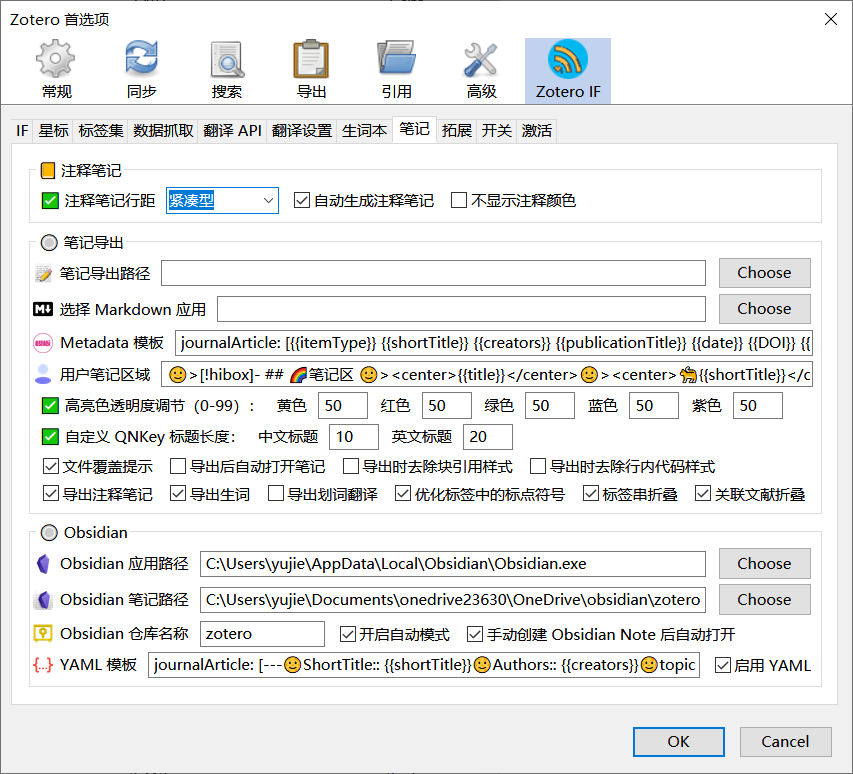 Zotero 首选项
常规 同步 搜索 导出 引用 高级 Zotero IF
IF 星标 标签集 数据抓取 翻译 API 翻译设置 生词本 笔记 拓展 开关 激活
注释笔记
注释笔记行距 紧凑型 自动生成注释笔记 不显示注释颜色
笔记导出
笔记导出路径 Choose
选择 Markdown 应用 Choose
Metadata 模板 journalArticle: [{{itemType}} {{shortTitle}} {{creators}} {{publicationTitle}} {{date}} {{DOI}} {{
用户笔记区域 🙂>[!hibox]- ## 🌈笔记区 🙂><center>{{title}}</center>🙂><center>🐅{{shortTitle}}</c
高亮色透明度调节（0-99）： 黄色 50 红色 50 绿色 50 蓝色 50 紫色 50
自定义 QNKey 标题长度： 中文标题 10 英文标题 20
文件覆盖提示 导出后自动打开笔记 导出时去除块引用样式 导出时去除行内代码样式
导出注释笔记 导出生词 导出划词翻译 优化标签中的标点符号 标签串折叠 关联文献折叠
Obsidian
Obsidian 应用路径 C:\Users\yujie\AppData\Local\Obsidian\Obsidian.exe Choose
Obsidian 笔记路径 C:\Users\yujie\Documents\onedrive23630\OneDrive\obsidian\zotero Choose
Obsidian 仓库名称 zotero 开启自动模式 手动创建 Obsidian Note 后自动打开
{..} YAML 模板 journalArticle: [---🙂ShortTitle:: {{shortTitle}}🙂Authors:: {{creators}}🙂topic 启用 YAML
OK Cancel